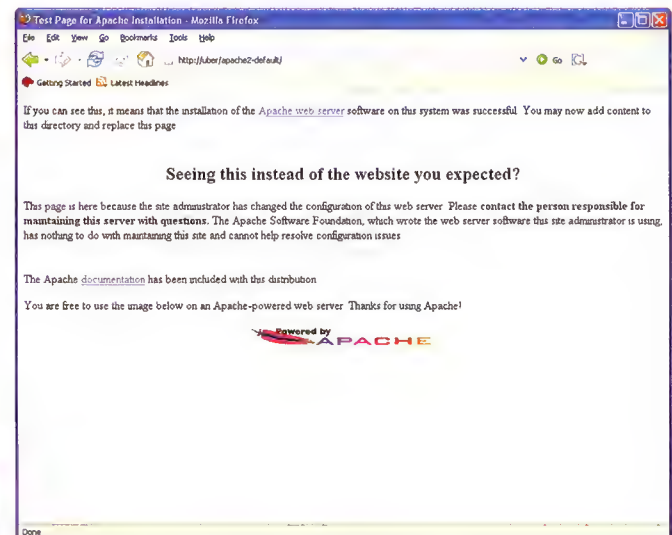 Test Page for Apache Installation - Mozilla Firefox
File Edit View Go Bookmarks Tools Help
http://uber/apache2-default/ Go
Getting Started Latest Headlines
If you can see this, it means that the installation of the Apache web server software on this system was successful. You may now add content to
this directory and replace this page
Seeing this instead of the website you expected?
This page is here because the site administrator has changed the configuration of this web server. Please contact the person responsible for
maintaining this server with questions. The Apache Software Foundation, which wrote the web server software this site administrator is using,
has nothing to do with maintaining this site and cannot help resolve configuration issues
The Apache documentation has been included with this distribution
You are free to use the image below on an Apache-powered web server. Thanks for using Apache!
Powered by
APACHE
Done